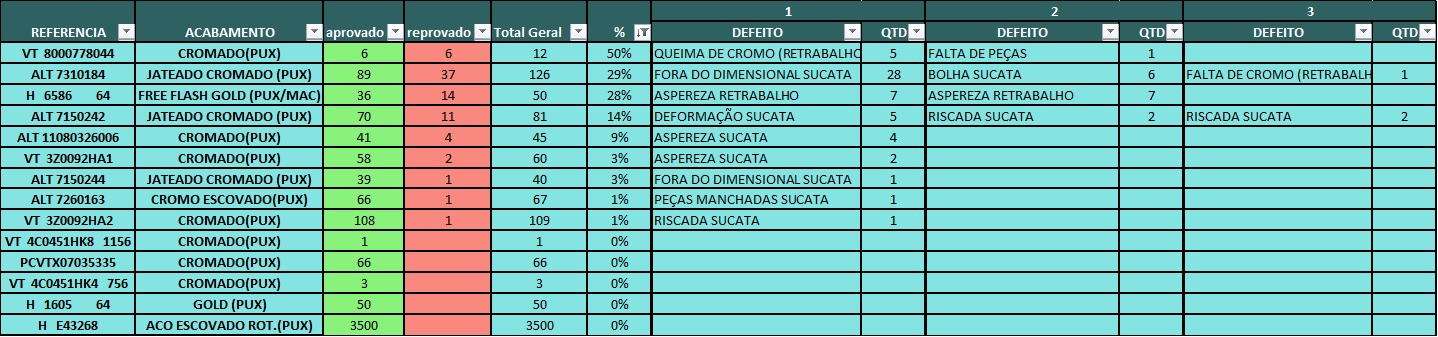 1 2 3
REFERENCIA ACABAMENTO aprovado reprovado Total Geral % DEFEITO QTD DEFEITO QTD DEFEITO QTD
VT 8000778044 CROMADO(PUX) 6 6 12 50% QUEIMA DE CROMO (RETRABALHO 5 FALTA DE PEÇAS 1
ALT 7310184 JATEADO CROMADO (PUX) 89 37 126 29% FORA DO DIMENSIONAL SUCATA 28 BOLHA SUCATA 6 FALTA DE CROMO (RETRABALH 1
H 6586 64 FREE FLASH GOLD (PUX/MAC) 36 14 50 28% ASPEREZA RETRABALHO 7 ASPEREZA RETRABALHO 7
ALT 7150242 JATEADO CROMADO (PUX) 70 11 81 14% DEFORMAÇÃO SUCATA 5 RISCADA SUCATA 2 RISCADA SUCATA 2
ALT 11080326006 CROMADO(PUX) 41 4 45 9% ASPEREZA SUCATA 4
VT 3Z0092HA1 CROMADO(PUX) 58 2 60 3% ASPEREZA SUCATA 2
ALT 7150244 JATEADO CROMADO (PUX) 39 1 40 3% FORA DO DIMENSIONAL SUCATA 1
ALT 7260163 CROMO ESCOVADO(PUX) 66 1 67 1% PEÇAS MANCHADAS SUCATA 1
VT 3Z0092HA2 CROMADO(PUX) 108 1 109 1% RISCADA SUCATA 1
VT 4C0451HK8 1156 CROMADO(PUX) 1 1 0%
PCVTX07035335 CROMADO(PUX) 66 66 0%
VT 4C0451HK4 756 CROMADO(PUX) 3 3 0%
H 1605 64 GOLD (PUX) 50 50 0%
H E43268 ACO ESCOVADO ROT.(PUX) 3500 3500 0%